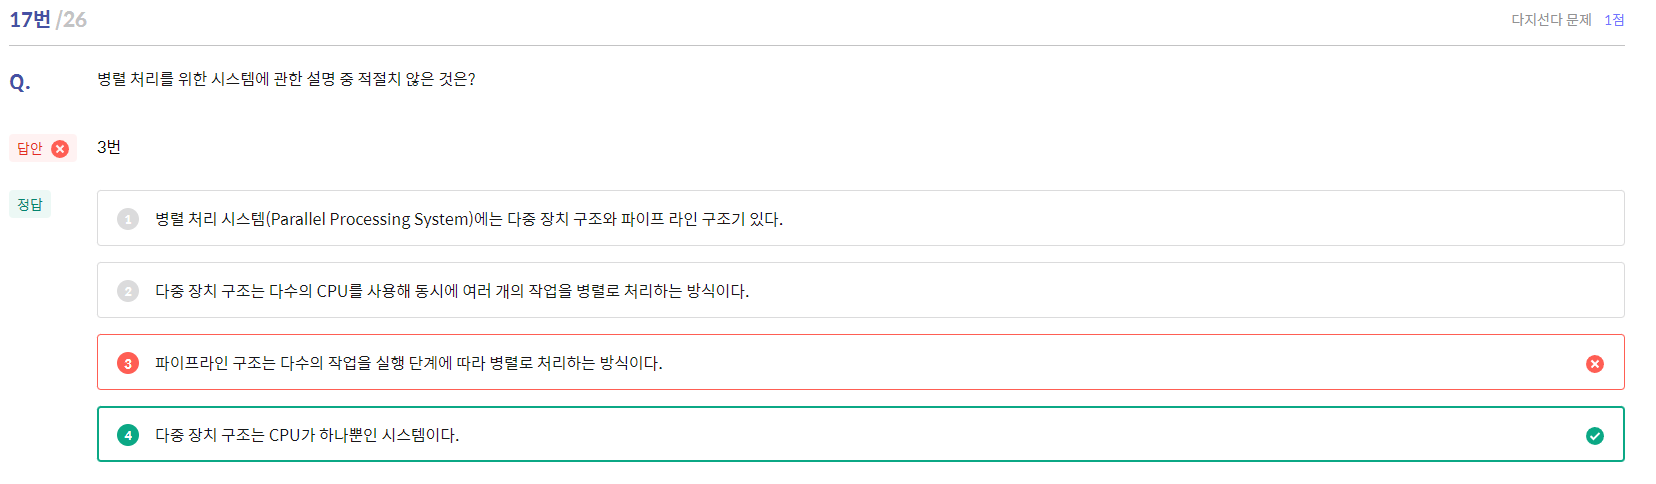 17번 /26
다지선다 문제 1점
Q. 병렬 처리를 위한 시스템에 관한 설명 중 적절치 않은 것은?
답안 3번
정답
1 병렬 처리 시스템(Parallel Processing System)에는 다중 장치 구조와 파이프 라인 구조기 있다.
2 다중 장치 구조는 다수의 CPU를 사용해 동시에 여러 개의 작업을 병렬로 처리하는 방식이다.
3 파이프라인 구조는 다수의 작업을 실행 단계에 따라 병렬로 처리하는 방식이다.
4 다중 장치 구조는 CPU가 하나뿐인 시스템이다.